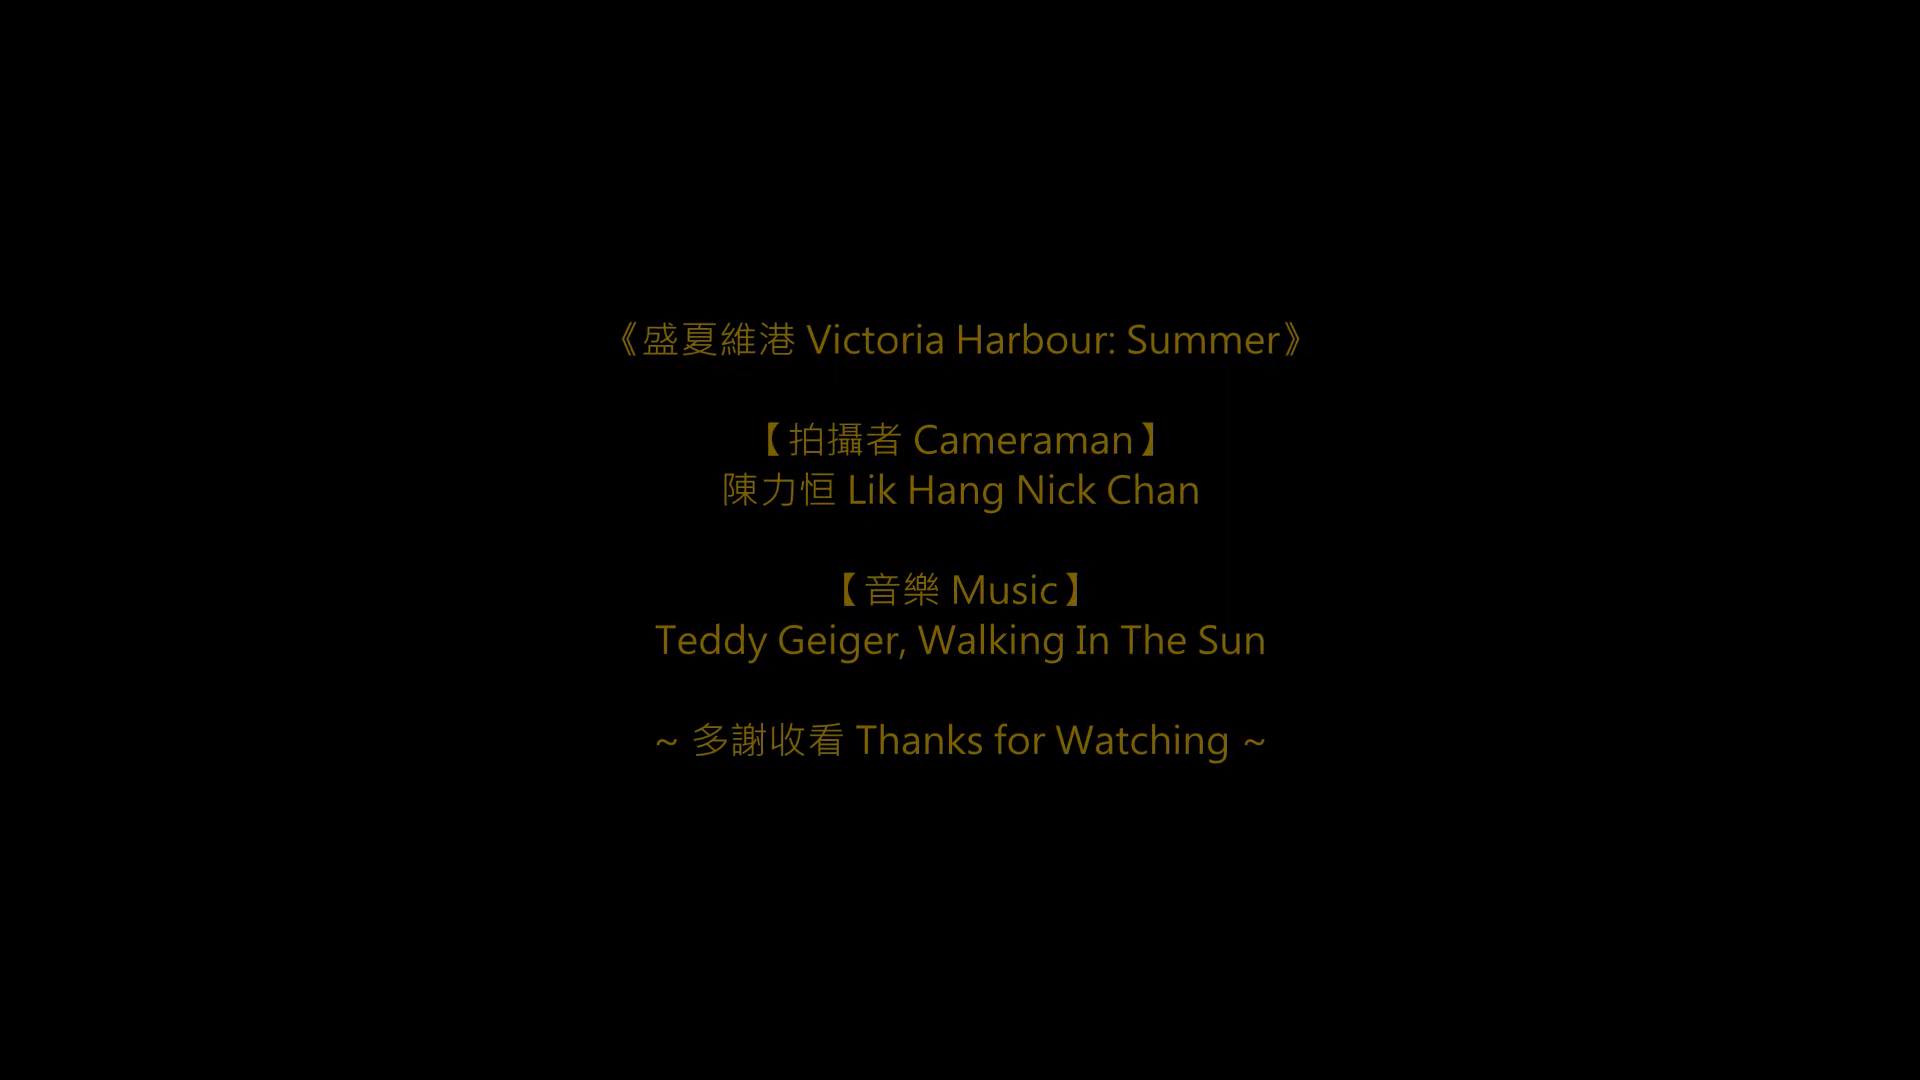 《盛夏維港 Victoria Harbour: Summer》
【拍攝者 Cameraman】
陳力恒 Lik Hang Nick Chan
【音樂 Music】
Teddy Geiger, Walking In The Sun
~ 多謝收看 Thanks for Watching ~